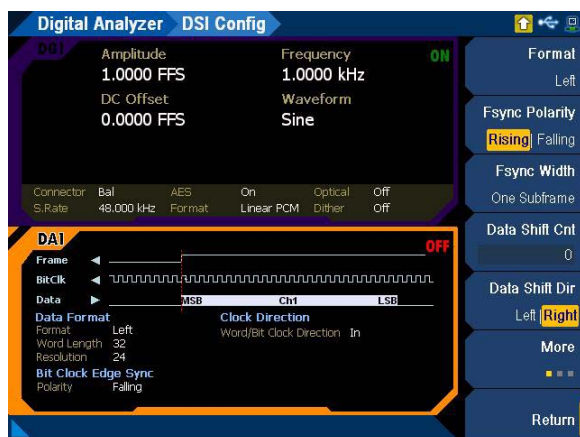 Digital Analyzer DSI Config
DG1
Amplitude Frequency ON
1.0000 FFS 1.0000 kHz
DC Offset Waveform
0.0000 FFS Sine
Connector Bal AES On Optical Off
S.Rate 48.000 kHz Format Linear PCM Dither Off
DA1 OFF
Frame
BitClk
Data MSB Ch1 LSB
Data Format Clock Direction
Format Left Word/Bit Clock Direction In
Word Length 32
Resolution 24
Bit Clock Edge Sync
Polarity Falling
Format
Left
Fsync Polarity
Rising Falling
Fsync Width
One Subframe
Data Shift Cnt
0
Data Shift Dir
Left Right
More
Return